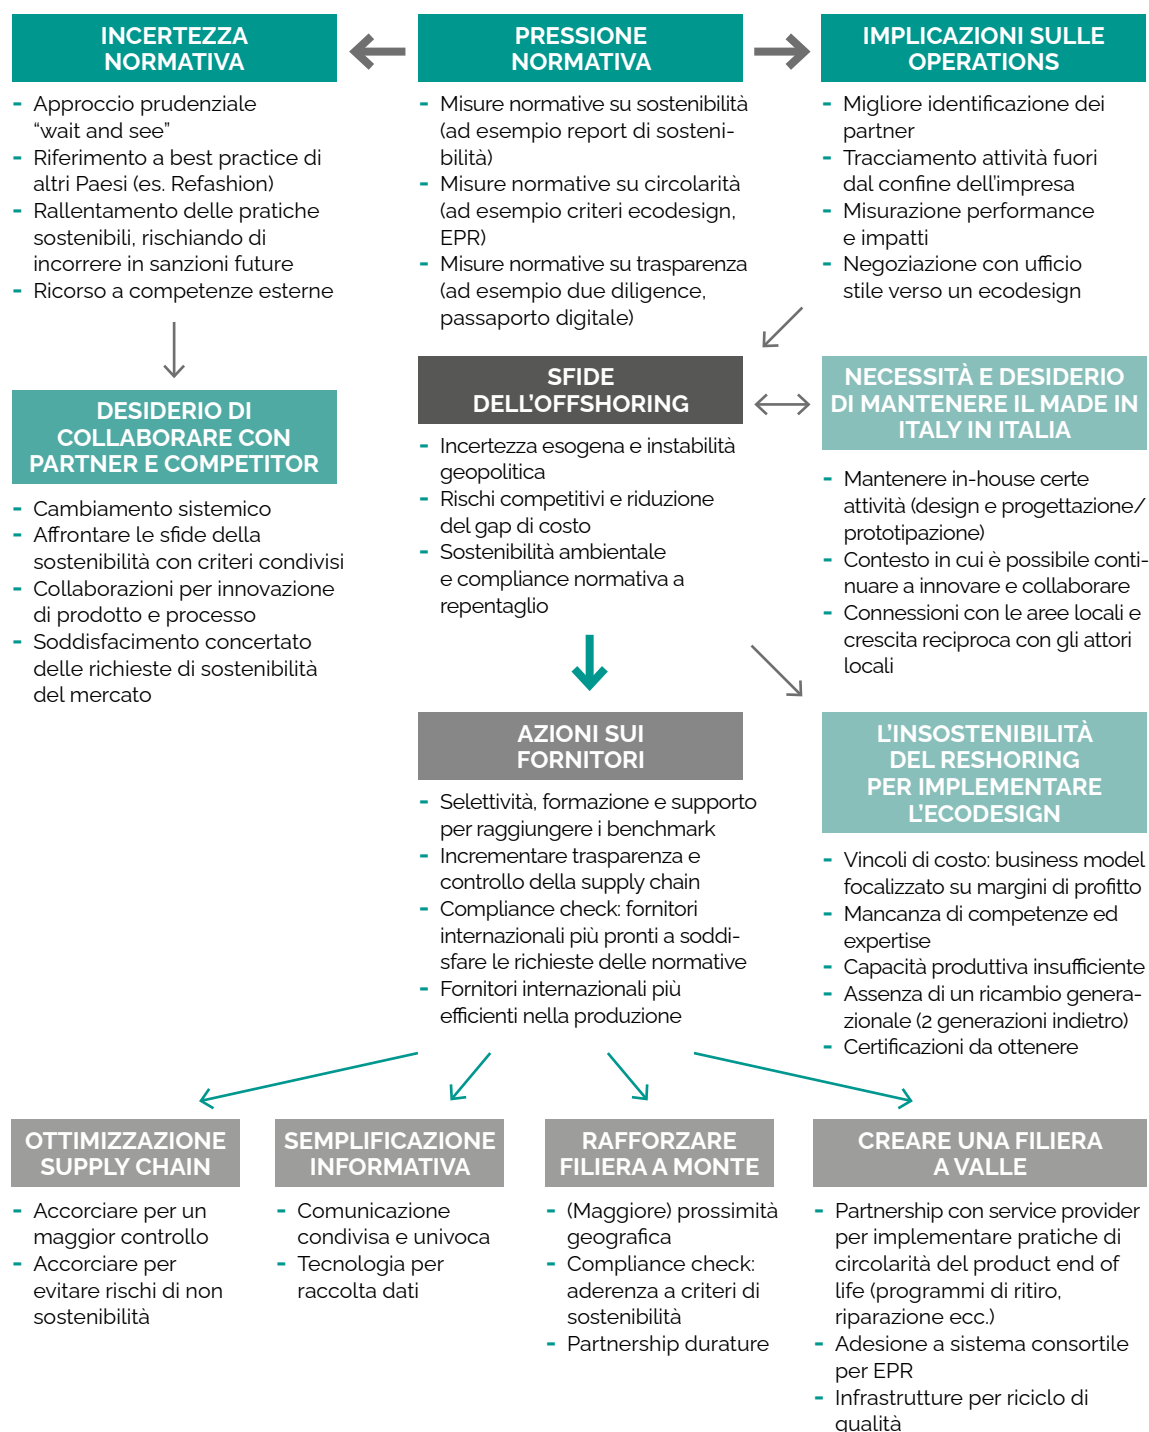 INCERTEZZA
NORMATIVA
- Approccio prudenziale
“wait and see”
- Riferimento a best practice di
altri Paesi (es. Refashion)
- Rallentamento delle pratiche
sostenibili, rischiando di
incorrere in sanzioni future
- Ricorso a competenze esterne
PRESSIONE
NORMATIVA
- Misure normative su sostenibilità
(ad esempio report di sosteni-
bilità)
- Misure normative su circolarità
(ad esempio criteri ecodesign,
EPR)
- Misure normative su trasparenza
(ad esempio due diligence,
passaporto digitale)
IMPLICAZIONI SULLE
OPERATIONS
- Migliore identificazione dei
partner
- Tracciamento attività fuori
dal confine dell’impresa
- Misurazione performance
e impatti
- Negoziazione con ufficio
stile verso un ecodesign
DESIDERIO DI
COLLABORARE CON
PARTNER E COMPETITOR
- Cambiamento sistemico
- Affrontare le sfide della
sostenibilità con criteri condivisi
- Collaborazioni per innovazione
di prodotto e processo
- Soddisfacimento concertato
delle richieste di sostenibilità
del mercato
SFIDE
DELL’OFFSHORING
- Incertezza esogena e instabilità
geopolitica
- Rischi competitivi e riduzione
del gap di costo
- Sostenibilità ambientale
e compliance normativa a
repentaglio
NECESSITÀ E DESIDERIO
DI MANTENERE IL MADE IN
ITALY IN ITALIA
- Mantenere in-house certe
attività (design e progettazione/
prototipazione)
- Contesto in cui è possibile conti-
nuare a innovare e collaborare
- Connessioni con le aree locali e
crescita reciproca con gli attori
locali
AZIONI SUI
FORNITORI
- Selettività, formazione e supporto
per raggiungere i benchmark
- Incrementare trasparenza e
controllo della supply chain
- Compliance check: fornitori
internazionali più pronti a soddi-
sfare le richieste delle normative
- Fornitori internazionali più
efficienti nella produzione
L’INSOSTENIBILITÀ
DEL RESHORING
PER IMPLEMENTARE
L’ECODESIGN
- Vincoli di costo: business model
focalizzato su margini di profitto
- Mancanza di competenze ed
expertise
- Capacità produttiva insufficiente
- Assenza di un ricambio genera-
zionale (2 generazioni indietro)
- Certificazioni da ottenere
OTTIMIZZAZIONE
SUPPLY CHAIN
- Accorciare per un
maggior controllo
- Accorciare per
evitare rischi di non
sostenibilità
SEMPLIFICAZIONE
INFORMATIVA
- Comunicazione
condivisa e univoca
- Tecnologia per
raccolta dati
RAFFORZARE
FILIERA A MONTE
- (Maggiore) prossimità
geografica
- Compliance check:
aderenza a criteri di
sostenibilità
- Partnership durature
CREARE UNA FILIERA
A VALLE
- Partnership con service provider
per implementare pratiche di
circolarità del product end of
life (programmi di ritiro,
riparazione ecc.)
- Adesione a sistema consortile
per EPR
- Infrastrutture per riciclo di
qualità